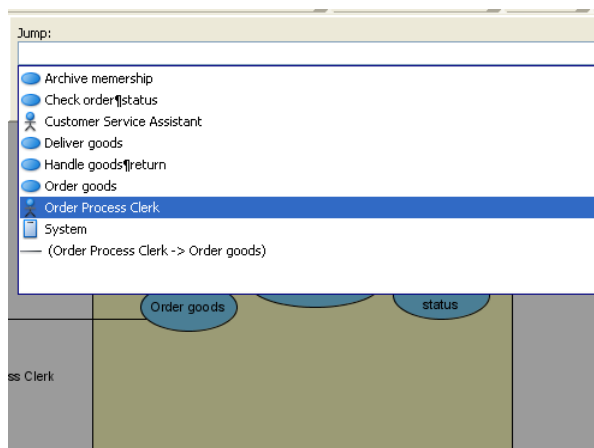 Jump:
Archive memership
Check order¶status
Customer Service Assistant
Deliver goods
Handle goods¶return
Order goods
Order Process Clerk
System
(Order Process Clerk -> Order goods)
Order goods
status
ss Clerk